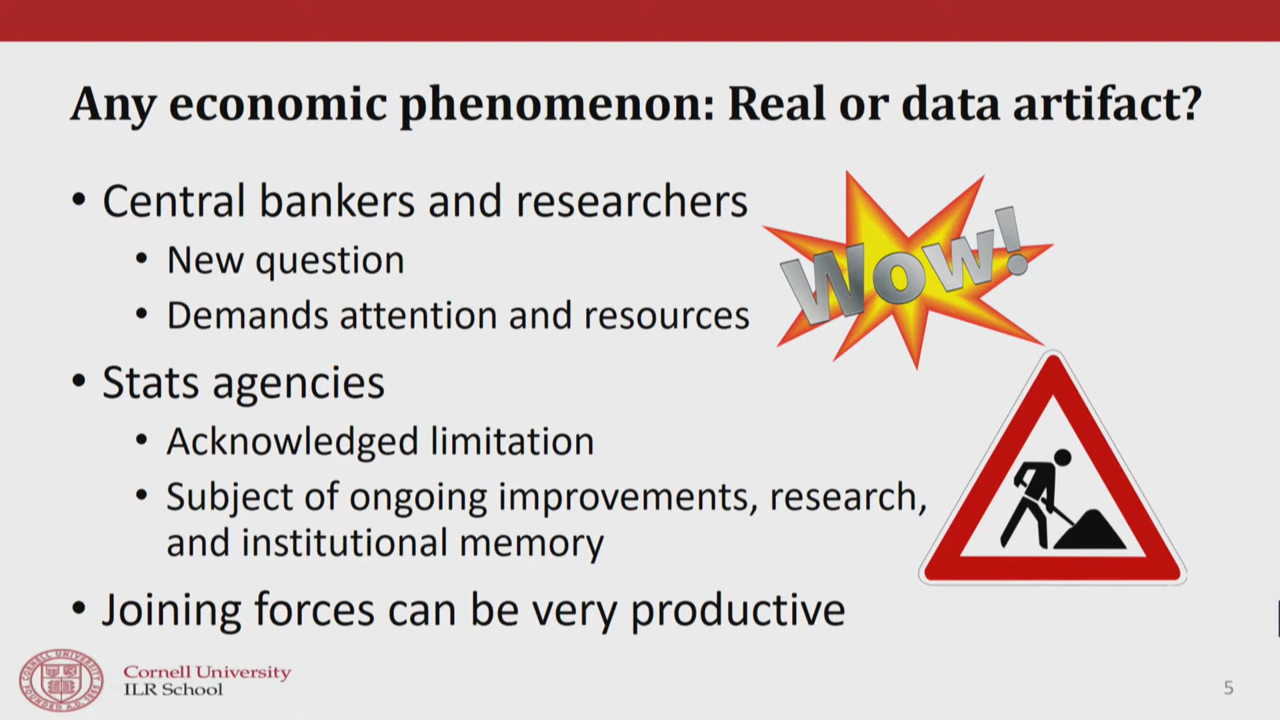 Any economic phenomenon: Real or data artifact?
• Central bankers and researchers
• New question
• Demands attention and resources
Wow!
• Stats agencies
• Acknowledged limitation
• Subject of ongoing improvements, research,
and institutional memory
• Joining forces can be very productive
Cornell University
ILR School
5